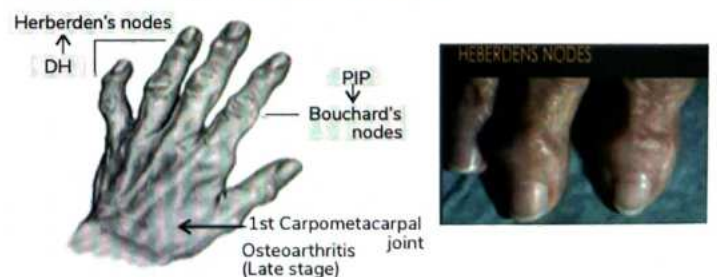 Herberden's nodes
DH
PIP
Bouchard's
nodes
1st Carpometacarpal
joint
Osteoarthritis
(Late stage)
HEBERDENS NODES